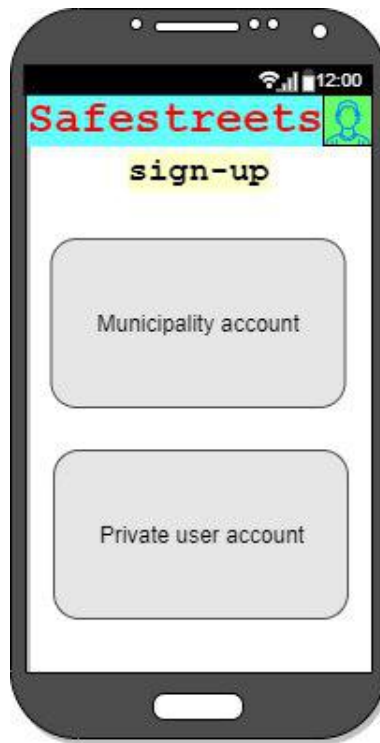 12:00
Safestreets
sign-up
Municipality account
Private user account